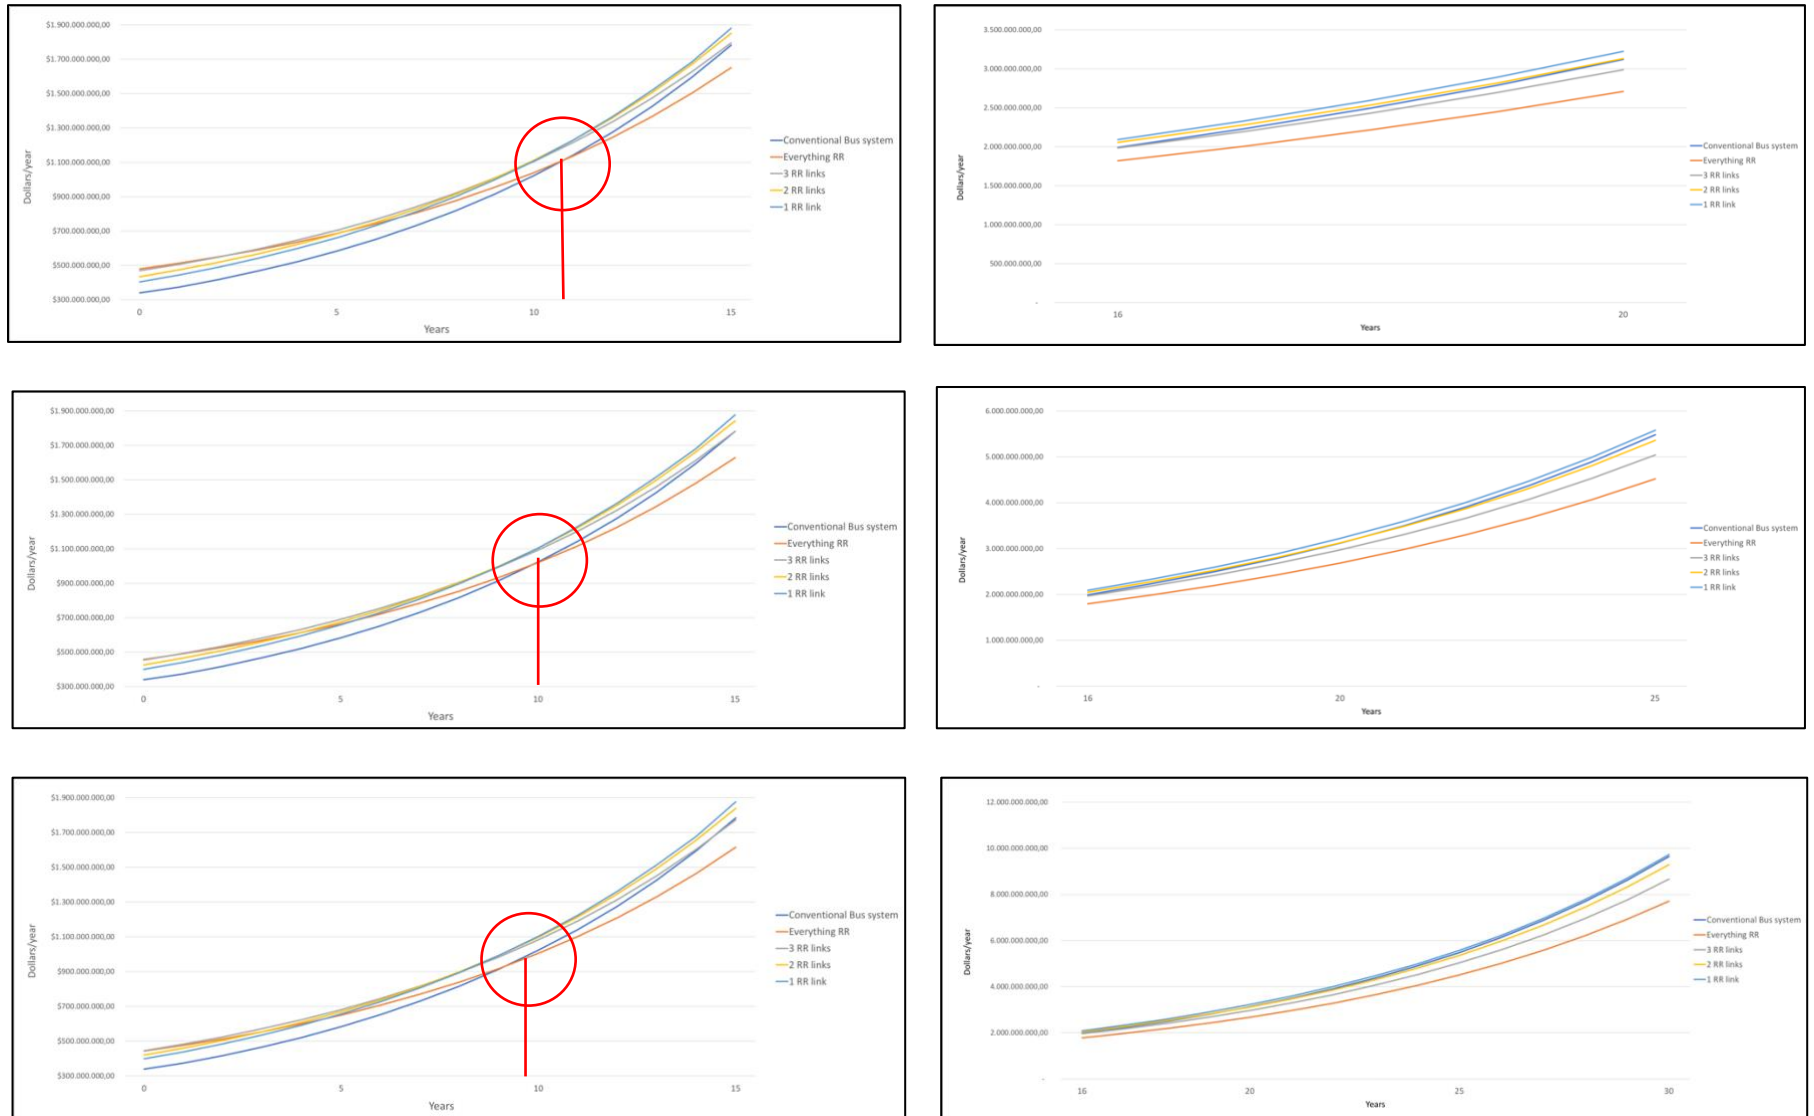 $1.900.000.000,00
$1.700.000.000,00
$1.500.000.000,00
$1.300.000.000,00
$1.100.000.000,00
$900.000.000,00
$700.000.000,00
$500.000.000,00
$300.000.000,00
Dollars/year
0 5 10 15
Years
Conventional Bus system
Everything RR
3 RR links
2 RR links
1 RR link
3.500.000.000,00
3.000.000.000,00
2.500.000.000,00
2.000.000.000,00
1.500.000.000,00
1.000.000.000,00
500.000.000,00
-
Dollars/year
16 20
Years
Conventional Bus system
Everything RR
3 RR links
2 RR links
1 RR link
$1.900.000.000,00
$1.700.000.000,00
$1.500.000.000,00
$1.300.000.000,00
$1.100.000.000,00
$900.000.000,00
$700.000.000,00
$500.000.000,00
$300.000.000,00
Dollars/year
0 5 10 15
Years
Conventional Bus system
Everything RR
3 RR links
2 RR links
1 RR link
6.000.000.000,00
5.000.000.000,00
4.000.000.000,00
3.000.000.000,00
2.000.000.000,00
1.000.000.000,00
-
Dollars/year
16 20 25
Years
Conventional Bus system
Everything RR
3 RR links
2 RR links
1 RR link
$1.900.000.000,00
$1.700.000.000,00
$1.500.000.000,00
$1.300.000.000,00
$1.100.000.000,00
$900.000.000,00
$700.000.000,00
$500.000.000,00
$300.000.000,00
Dollars/year
0 5 10 15
Years
Conventional Bus system
Everything RR
3 RR links
2 RR links
1 RR link
12.000.000.000,00
10.000.000.000,00
8.000.000.000,00
6.000.000.000,00
4.000.000.000,00
2.000.000.000,00
-
Dollars/year
16 20 25 30
Years
Conventional Bus system
Everything RR
3 RR links
2 RR links
1 RR link